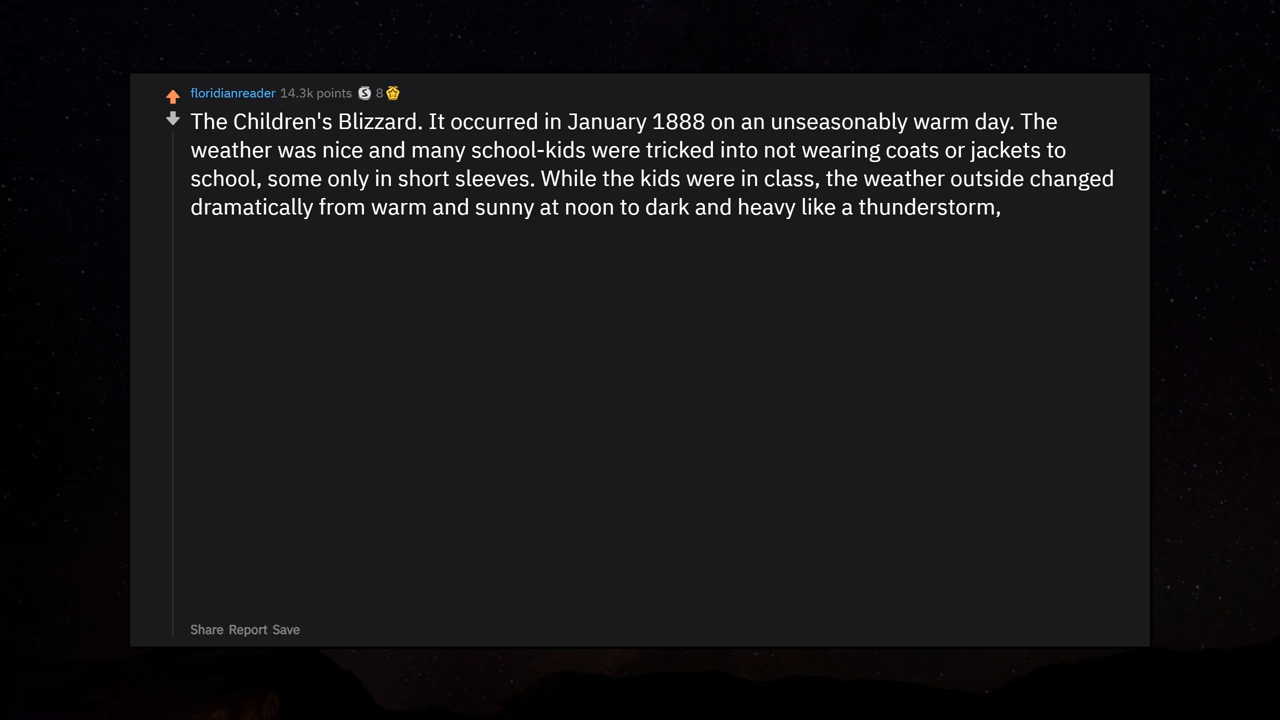 floridianreader 14.3k points S 8
The Children's Blizzard. It occurred in January 1888 on an unseasonably warm day. The
weather was nice and many school-kids were tricked into not wearing coats or jackets to
school, some only in short sleeves. While the kids were in class, the weather outside changed
dramatically from warm and sunny at noon to dark and heavy like a thunderstorm,
Share Report Save